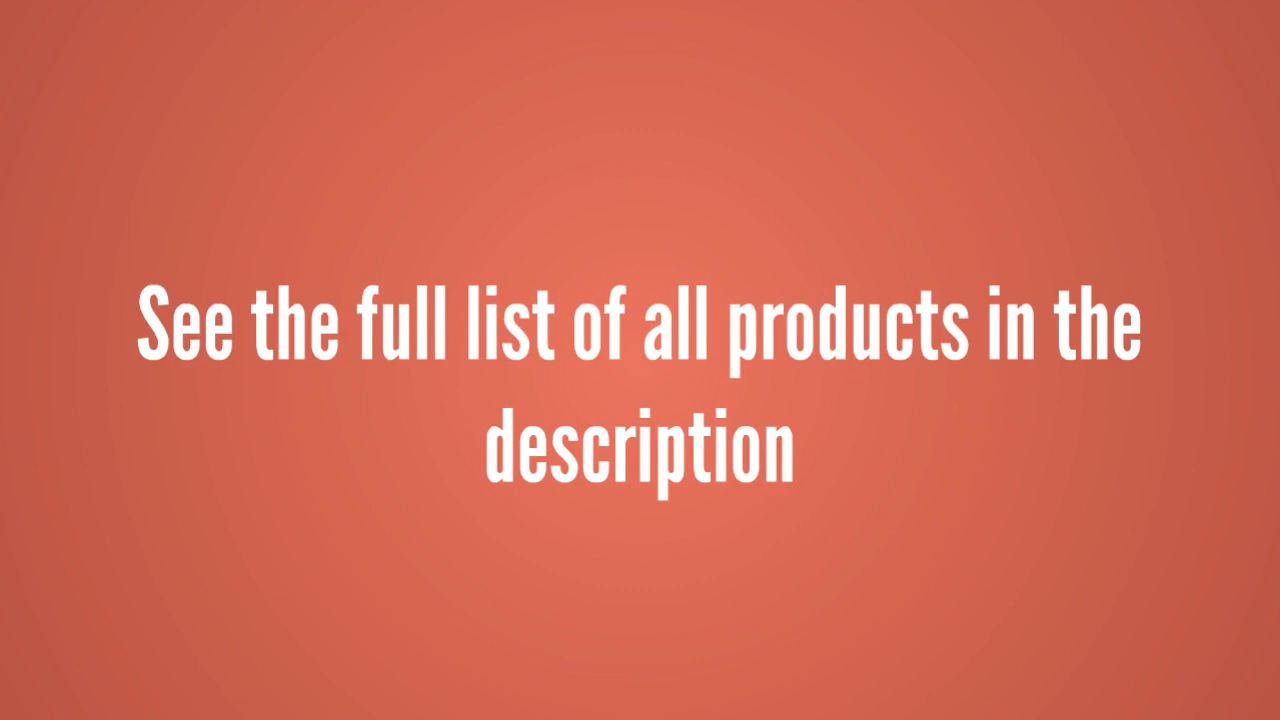 See the full list of all products in the
description